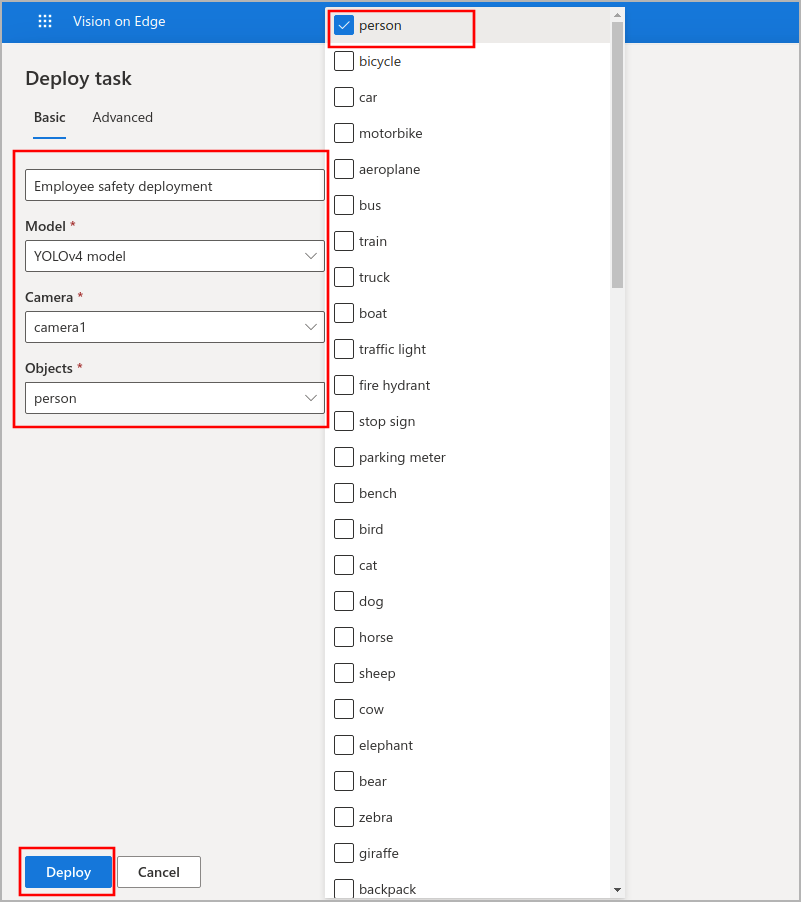 Vision on Edge
Deploy task
Basic
Advanced
Employee safety deployment
Model *
YOLOv4 model
Camera *
camera1
Objects *
person
person
bicycle
car
motorbike
aeroplane
bus
train
truck
boat
traffic light
fire hydrant
stop sign
parking meter
bench
bird
cat
dog
horse
sheep
cow
elephant
bear
zebra
giraffe
backpack
Deploy
Cancel